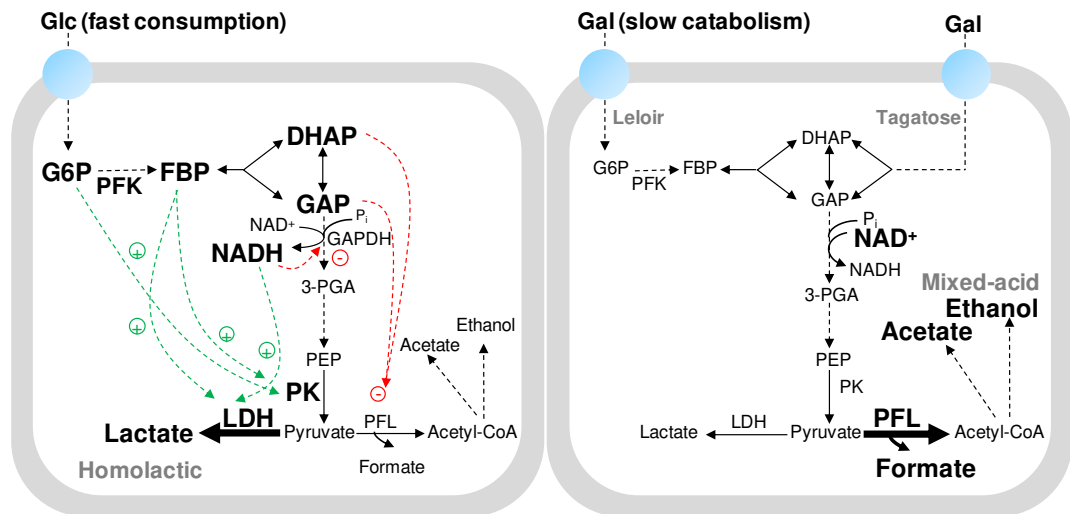 Glc (fast consumption)
DHAP
G6P
PFK
FBP
GAP
NAD+
Pi
GAPDH
NADH
+
-
3-PGA
+
+
+
Ethanol
Acetate
PEP
PK
-
LDH
PFL
Lactate
Pyruvate
Acetyl-CoA
Homolactic
Formate
Gal (slow catabolism)
Gal
Leloir
Tagatose
DHAP
G6P
PFK
FBP
GAP
Pi
NAD+
NADH
3-PGA
Mixed-acid
Ethanol
Acetate
PEP
PK
LDH
PFL
Lactate
Pyruvate
Acetyl-CoA
Formate